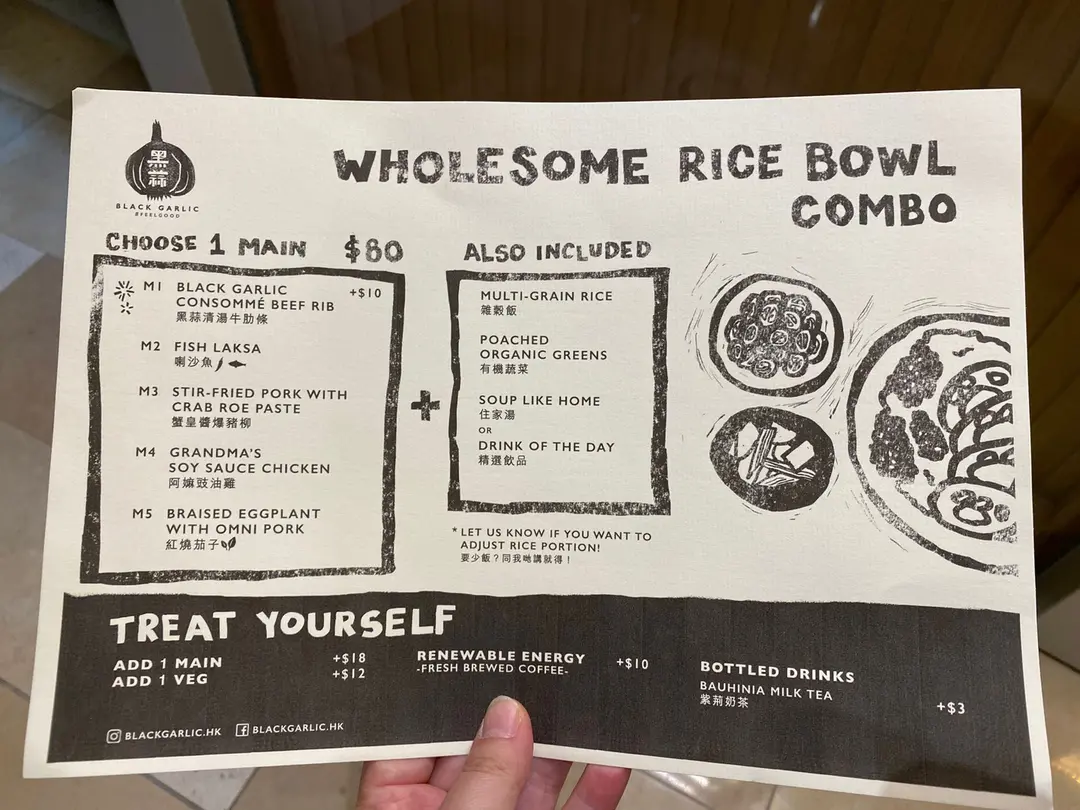 黑
蒜
BLACK GARLIC
#FEELGOOD
WHOLESOME RICE BOWL
COMBO
CHOOSE 1 MAIN $80
M1 BLACK GARLIC +$10
CONSOMMÉ BEEF RIB
黑蒜清湯牛肋條
M2 FISH LAKSA
喇沙魚
M3 STIR-FRIED PORK WITH
CRAB ROE PASTE
蟹皇醬爆豬柳
M4 GRANDMA'S
SOY SAUCE CHICKEN
阿嫲豉油雞
M5 BRAISED EGGPLANT
WITH OMNI PORK
紅燒茄子
+
ALSO INCLUDED
MULTI-GRAIN RICE
雜穀飯
POACHED
ORGANIC GREENS
有機蔬菜
SOUP LIKE HOME
住家湯
OR
DRINK OF THE DAY
精選飲品
* LET US KNOW IF YOU WANT TO
ADJUST RICE PORTION!
要少飯？同我哋講就得！
TREAT YOURSELF
ADD 1 MAIN +$18
ADD 1 VEG +$12
RENEWABLE ENERGY +$10
-FRESH BREWED COFFEE-
BOTTLED DRINKS
BAUHINIA MILK TEA
紫荊奶茶 +$3
BLACKGARLIC.HK BLACKGARLIC.HK